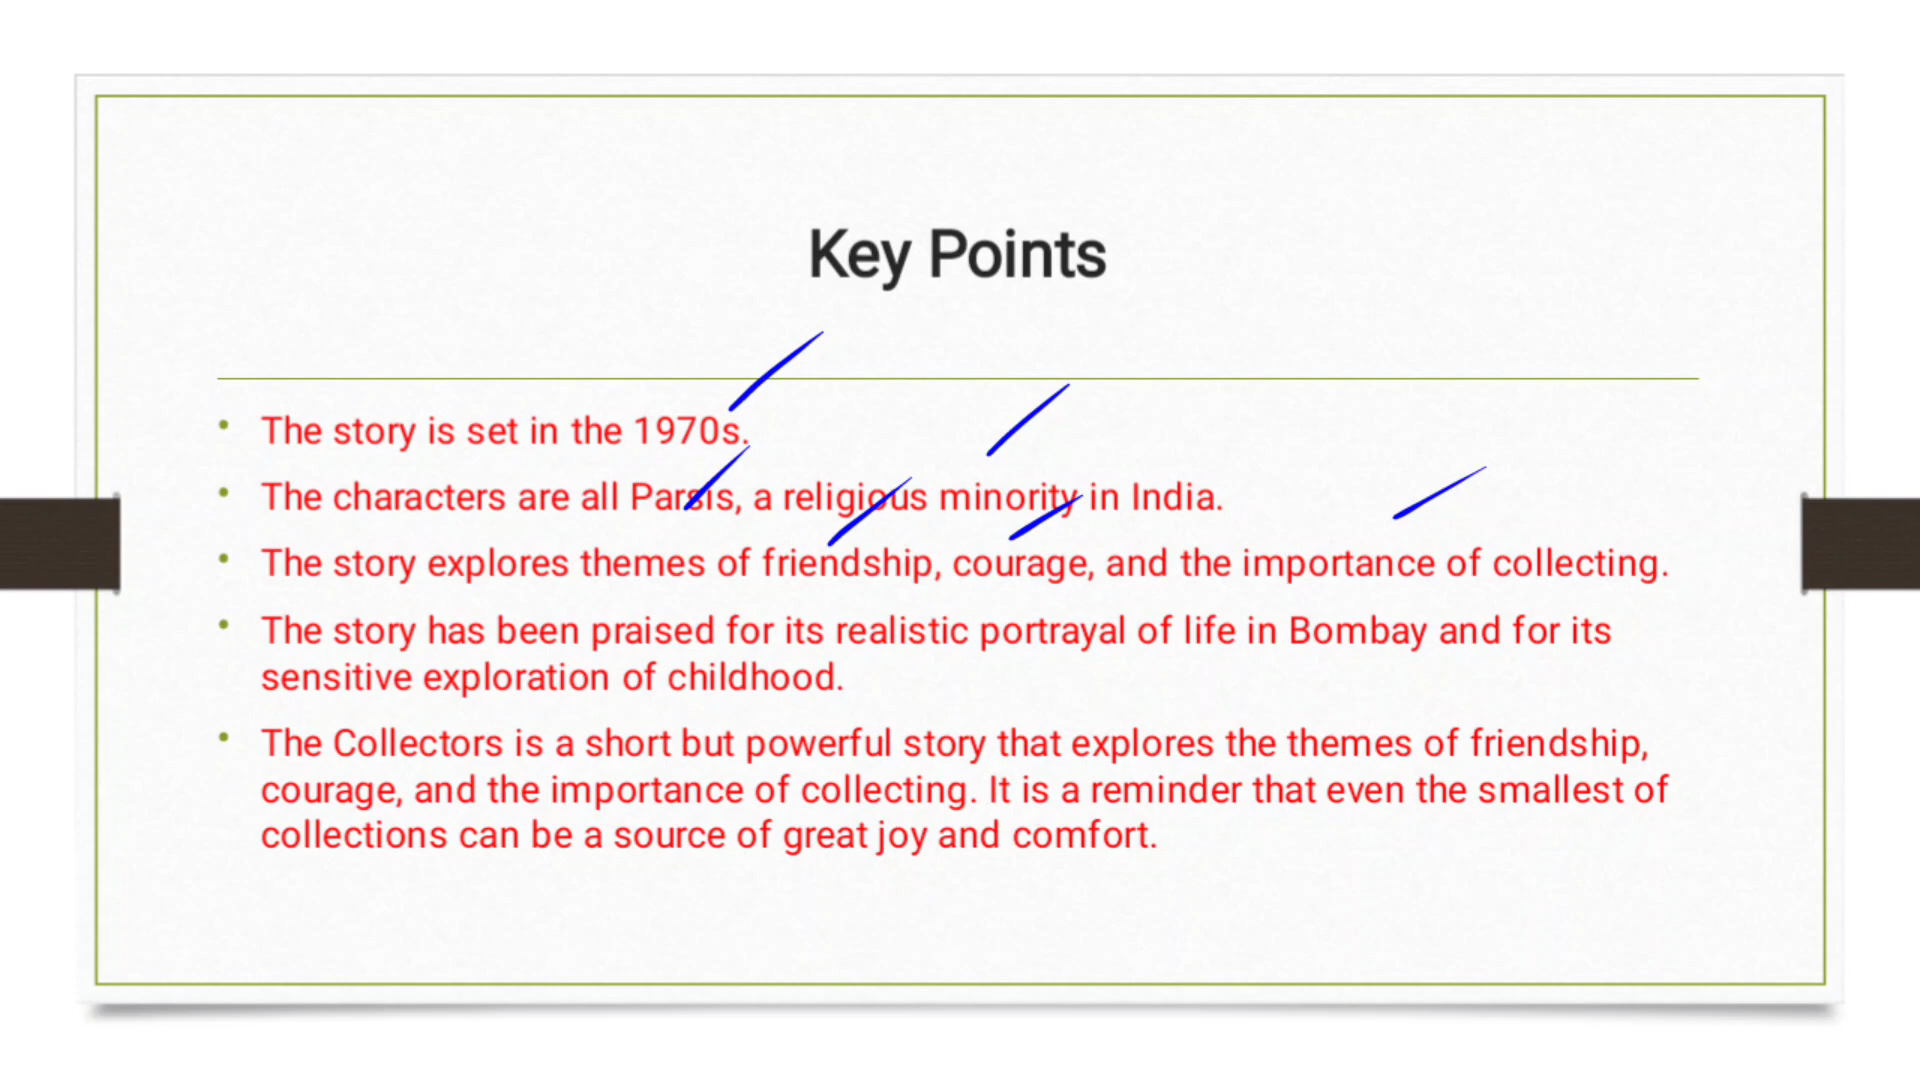 Key Points
• The story is set in the 1970s.
• The characters are all Parsis, a religious minority in India.
• The story explores themes of friendship, courage, and the importance of collecting.
• The story has been praised for its realistic portrayal of life in Bombay and for its
sensitive exploration of childhood.
• The Collectors is a short but powerful story that explores the themes of friendship,
courage, and the importance of collecting. It is a reminder that even the smallest of
collections can be a source of great joy and comfort.